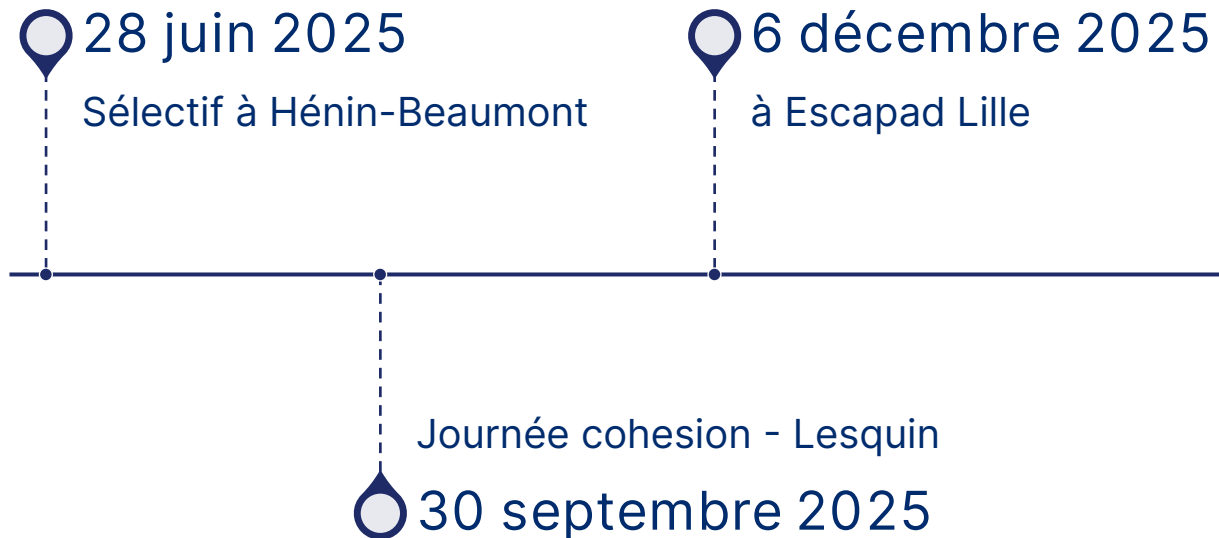 28 juin 2025
Sélectif à Hénin-Beaumont
6 décembre 2025
à Escapad Lille
Journée cohesion - Lesquin
30 septembre 2025